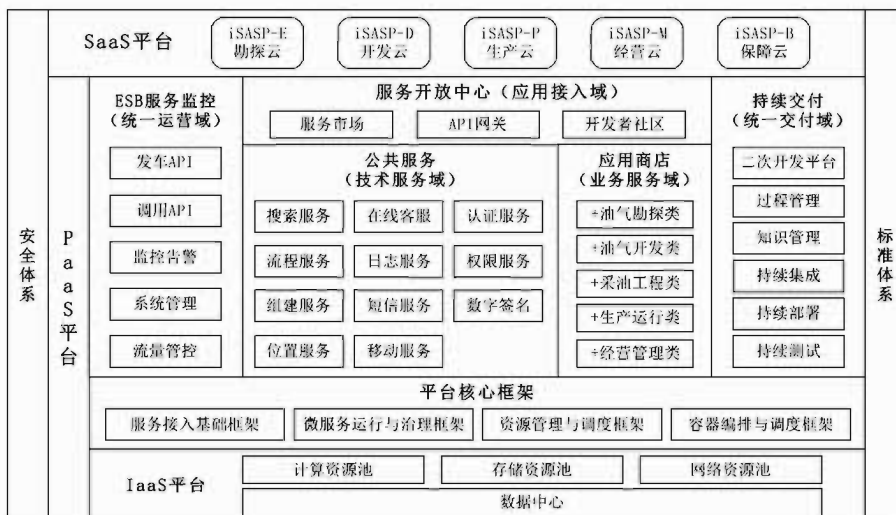 SaaS平台
iSASP-E
勘探云
iSASP-D
开发云
iSASP-P
生产云
iSASP-M
经营云
iSASP-B
保障云
安全体系
PaaS平台
ESB服务监控
(统一运营域)
发车API
调用API
监控告警
系统管理
流量管控
服务开放中心(应用接入域)
服务市场
API网关
开发者社区
公共服务
(技术服务域)
搜索服务
在线客服
认证服务
流程服务
日志服务
权限服务
组建服务
短信服务
数字签名
位置服务
移动服务
应用商店
(业务服务域)
+油气勘探类
+油气开发类
+采油工程类
+生产运行类
+经营管理类
持续交付
(统一交付域)
二次开发平台
过程管理
知识管理
持续集成
持续部署
持续测试
标准体系
平台核心框架
服务接入基础框架
微服务运行与治理框架
资源管理与调度框架
容器编排与调度框架
IaaS平台
计算资源池
存储资源池
网络资源池
数据中心